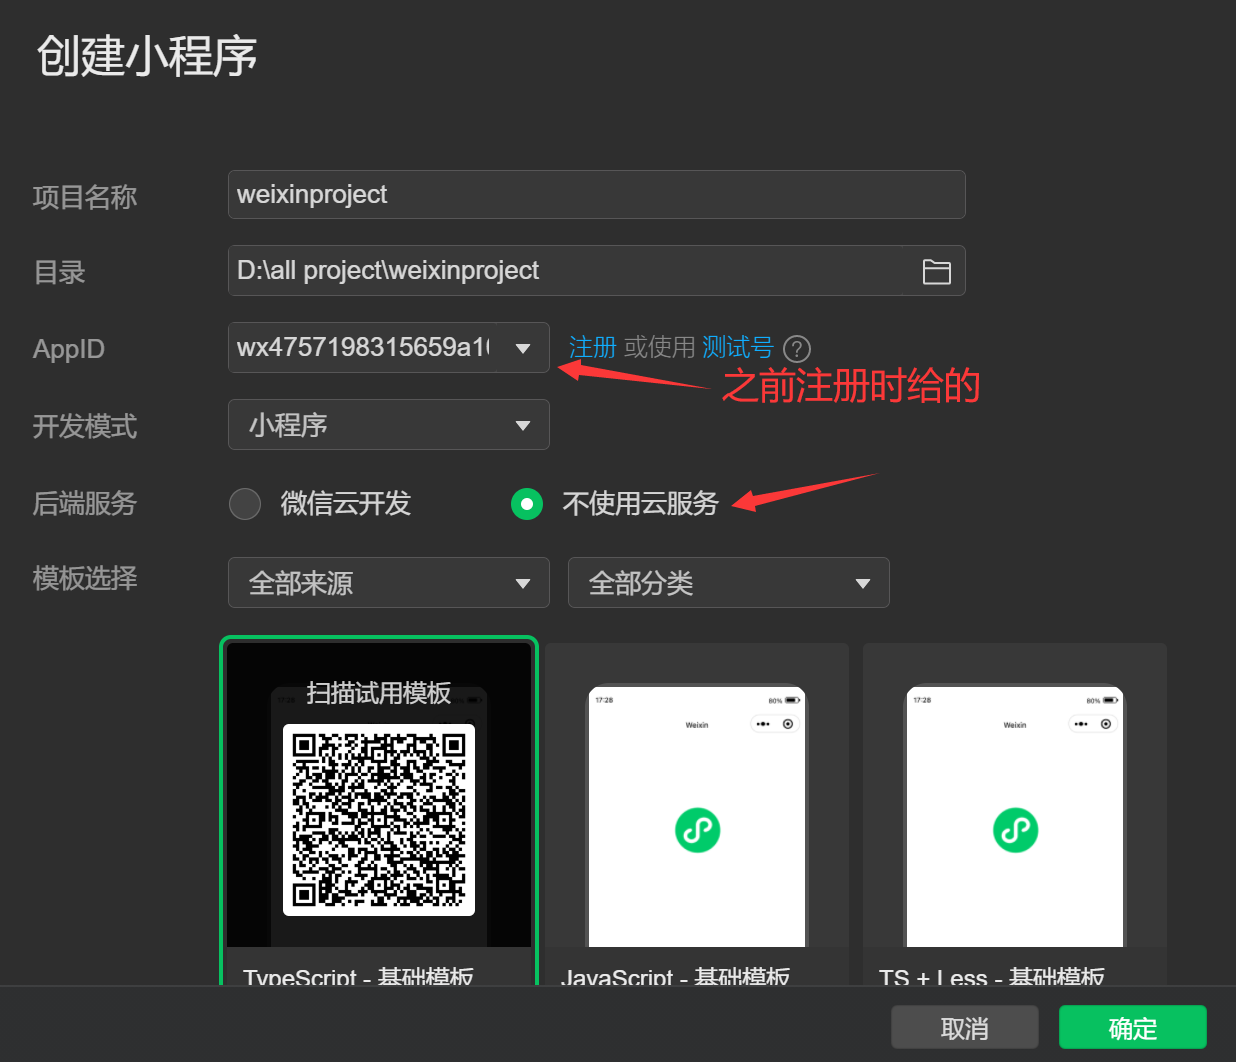 创建小程序
项目名称 weixinproject
目录 D:\all project\weixinproject
AppID wx4757198315659a1 注册 或使用 测试号 ?
之前注册时给的
开发模式 小程序
后端服务 微信云开发 不使用云服务
模板选择 全部来源 全部分类
扫描试用模板
17:28 80% 17:28 80%
Weixin Weixin
TypeScript - 基础模板 JavaScript - 基础模板 TS + Less - 基础模板
取消 确定